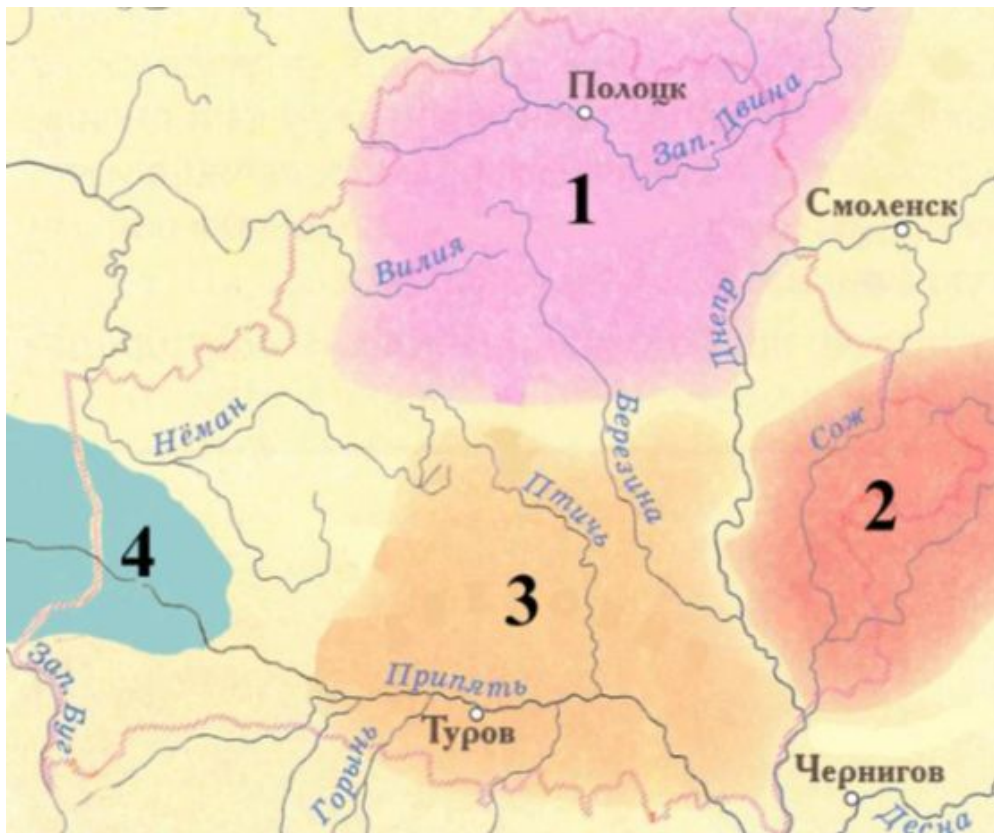 Полоцк
Зап. Двина
1
Смоленск
Вилия
Днепр
Нёман
Березина
Сож
Птичь
2
4
3
Зап. Буг
Припять
Туров
Горынь
Чернигов
Десна